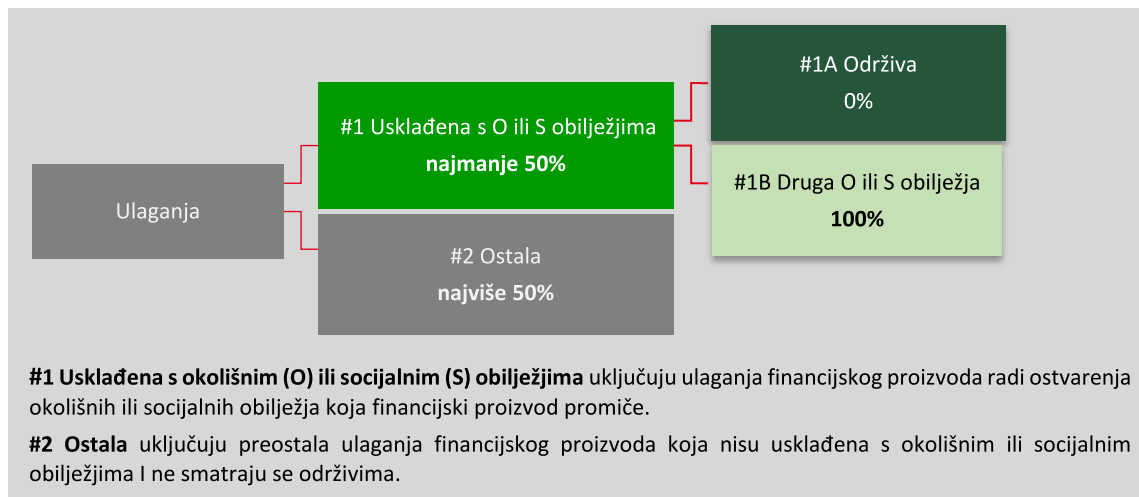 #1A Održiva
0%
#1 Usklađena s O ili S obilježjima
najmanje 50%
#1B Druga O ili S obilježja
100%
Ulaganja
#2 Ostala
najviše 50%
#1 Usklađena s okolišnim (O) ili socijalnim (S) obilježjima uključuju ulaganja financijskog proizvoda radi ostvarenja
okolišnih ili socijalnih obilježja koja financijski proizvod promiče.
#2 Ostala uključuju preostala ulaganja financijskog proizvoda koja nisu usklađena s okolišnim ili socijalnim
obilježjima I ne smatraju se održivima.